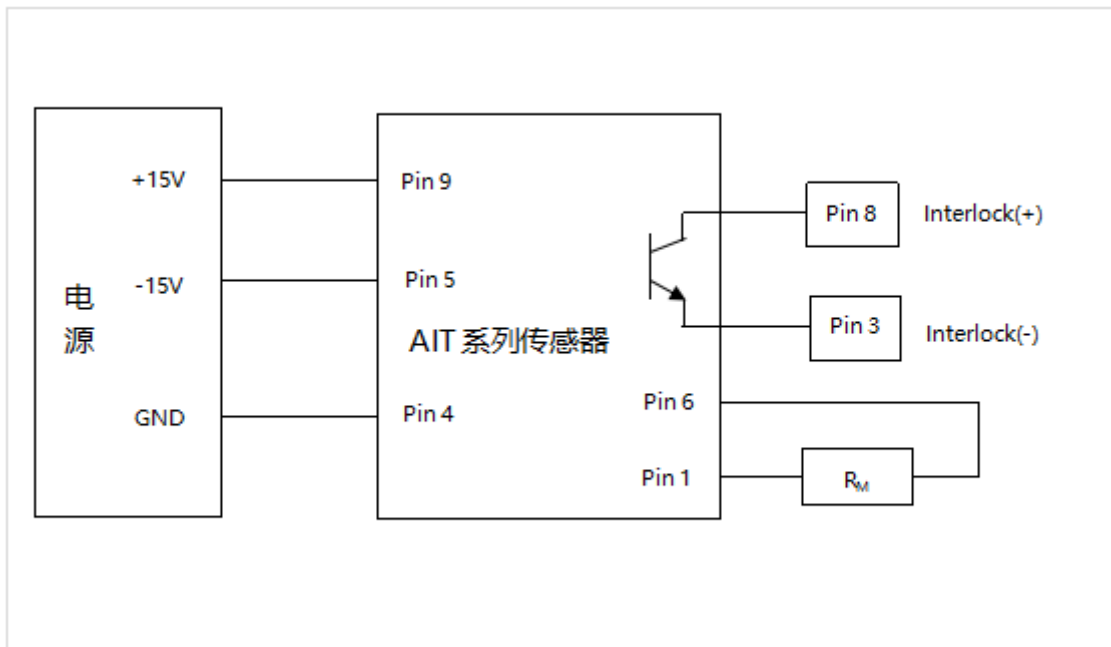 +15V
Pin 9
Pin 8
Interlock(+)
-15V
Pin 5
电
源
AIT 系列传感器
Pin 3
Interlock(-)
GND
Pin 4
Pin 6
Pin 1
RM